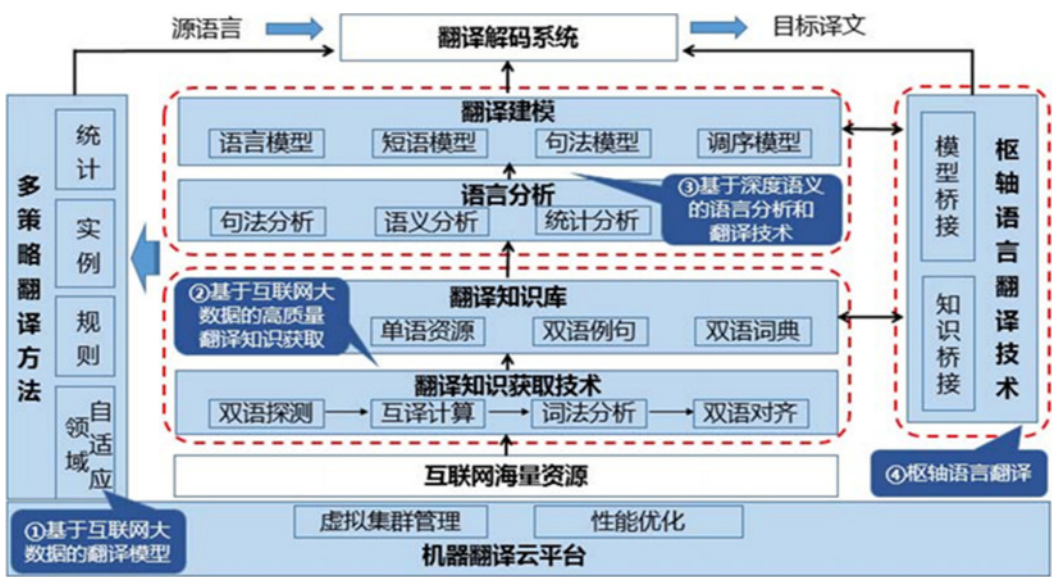 源语言
翻译解码系统
目标译文
多策略翻译方法
统计
实例
规则
领域
自适应
翻译建模
语言模型
短语模型
句法模型
调序模型
语言分析
句法分析
语义分析
统计分析
③基于深度语义
的语言分析和
翻译技术
②基于互联网大
数据的高质量
翻译知识获取
翻译知识库
单语资源
双语例句
双语词典
翻译知识获取技术
双语探测
互译计算
词法分析
双语对齐
互联网海量资源
模型桥接
知识桥接
枢轴语言翻译技术
④枢轴语言翻译
①基于互联网大
数据的翻译模型
虚拟集群管理
性能优化
机器翻译云平台